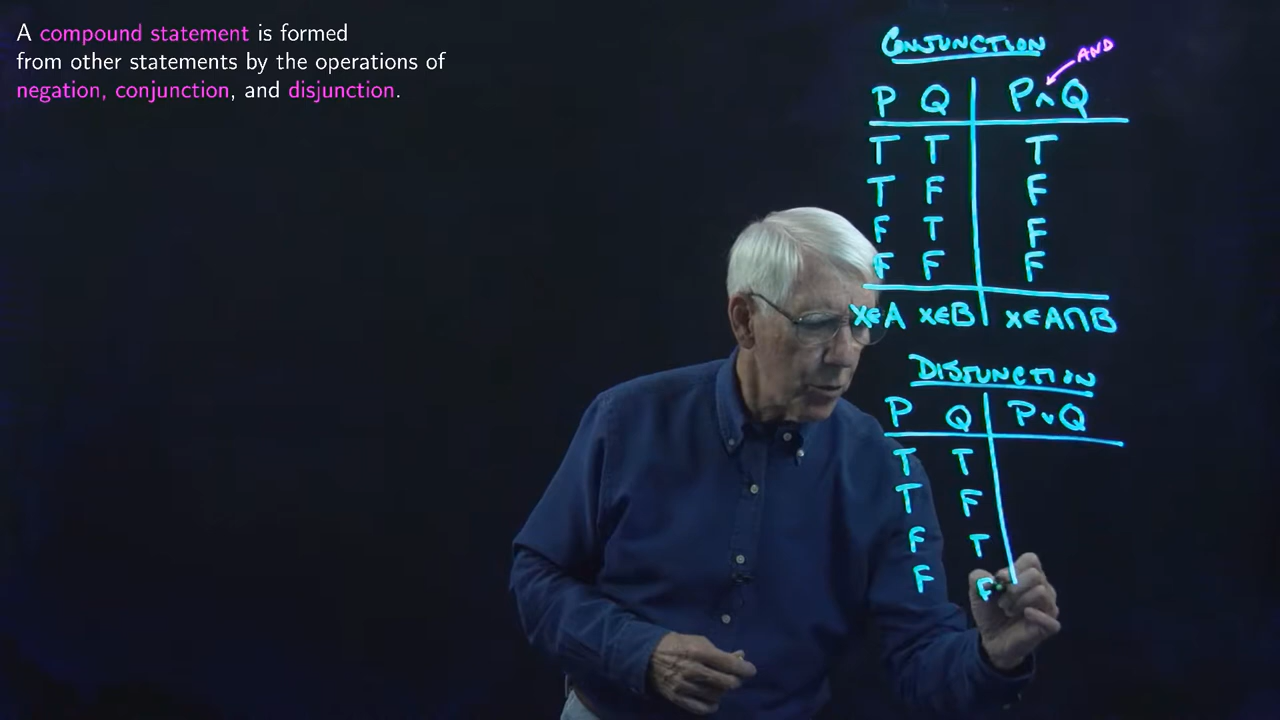 A compound statement is formed
from other statements by the operations of
negation, conjunction, and disjunction.
CONJUNCTION
AND
P Q P ∧ Q
T T T
T F F
F T F
F F F
x∈A x∈B x∈A∩B
DISJUNCTION
P Q P ∨ Q
T T
T F
F T
F F